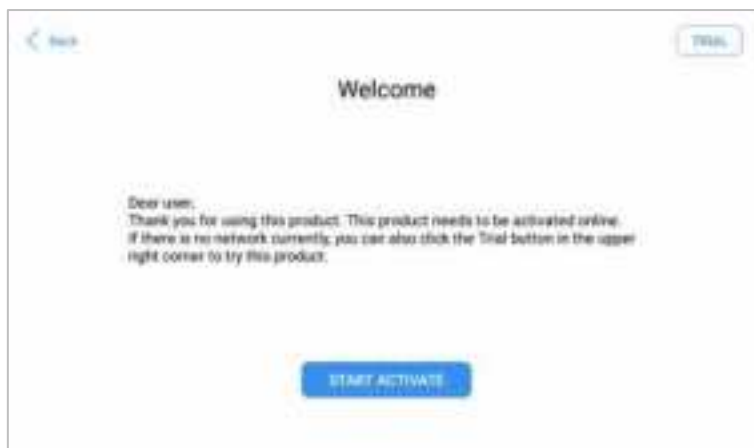 Back
TRIAL
Welcome
Dear user,
Thank you for using this product. This product needs to be activated online.
If there is no network currently, you can also click the Trial button in the upper
right corner to try this product.
START ACTIVATE